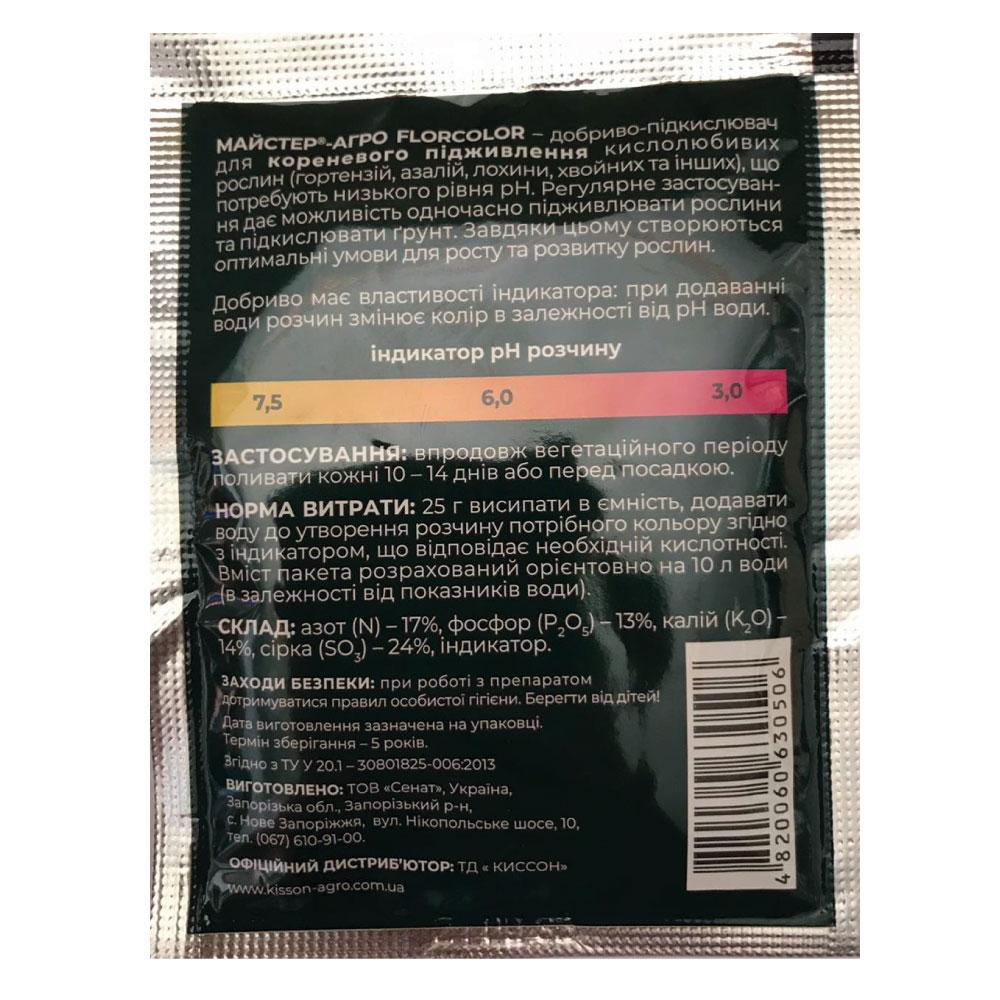 МАЙСТЕР®-АГРО FLORCOLOR – добриво-підкислювач
для кореневого підживлення кислолюбивих
рослин (гортензій, азалій, лохини, хвойних та інших), що
потребують низького рівня pH. Регулярне застосуван-
ня дає можливість одночасно підживлювати рослини
та підкислювати ґрунт. Завдяки цьому створюються
оптимальні умови для росту та розвитку рослин.
Добриво має властивості індикатора: при додаванні
води розчин змінює колір в залежності від pH води.
індикатор pH розчину
7,5 6,0 3,0
ЗАСТОСУВАННЯ: впродовж вегетаційного періоду
поливати кожні 10 – 14 днів або перед посадкою.
НОРМА ВИТРАТИ: 25 г висипати в ємність, додавати
воду до утворення розчину потрібного кольору згідно
з індикатором, що відповідає необхідній кислотності.
Вміст пакета розрахований орієнтовно на 10 л води
(в залежності від показників води).
СКЛАД: азот (N) – 17%, фосфор (P₂O₅) – 13%, калій (K₂O) –
14%, сірка (SO₃) – 24%, індикатор.
ЗАХОДИ БЕЗПЕКИ: при роботі з препаратом
дотримуватися правил особистої гігієни. Берегти від дітей!
Дата виготовлення зазначена на упаковці.
Термін зберігання – 5 років.
Згідно з ТУ У 20.1 – 30801825-006:2013
ВИГОТОВЛЕНО: ТОВ «Сенат», Україна,
Запорізька обл., Запорізький р-н,
с. Нове Запоріжжя, вул. Нікопольське шосе, 10,
тел. (067) 610-91-00.
ОФІЦІЙНИЙ ДИСТРИБ'ЮТОР: ТД « КИССОН»
www.kisson-agro.com.ua
4820060630506